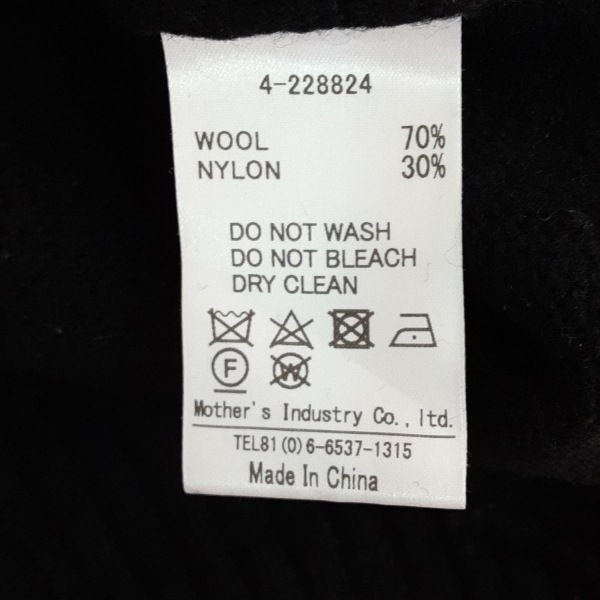 4-228824
WOOL 70%
NYLON 30%
DO NOT WASH
DO NOT BLEACH
DRY CLEAN
F W
Mother's Industry Co., ltd.
TEL81(0)6-6537-1315
Made In China